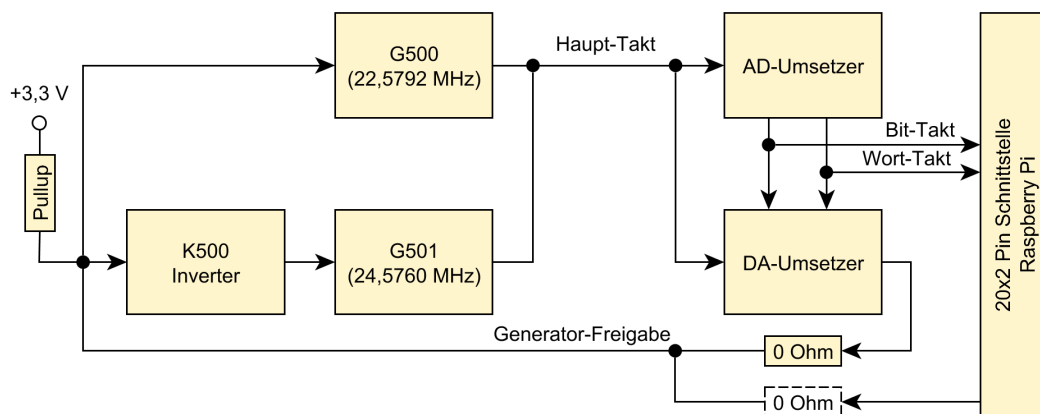 G500
(22,5792 MHz)
Haupt-Takt
AD-Umsetzer
+3,3 V
Pullup
Bit-Takt
Wort-Takt
20x2 Pin Schnittstelle
Raspberry Pi
K500
Inverter
G501
(24,5760 MHz)
DA-Umsetzer
Generator-Freigabe
0 Ohm
0 Ohm